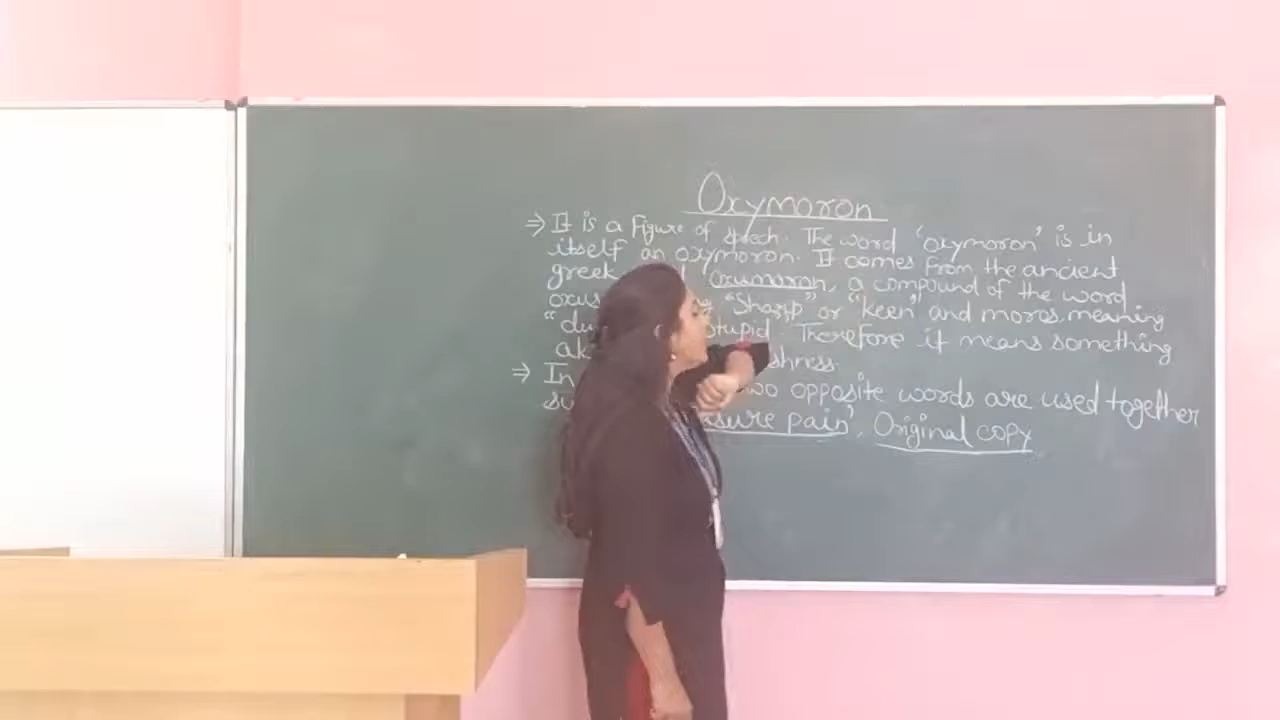 Oxymoron
⇒ It is a Figure of speech. The word 'oxymoron' is in
itself an oxymoron. It comes from the ancient
greek Oxumoron, a compound of the word
"Sharp" or "keen" and moros, meaning
stupid. Therefore it means something
⇒ In opposite words are used together
pain', Original copy